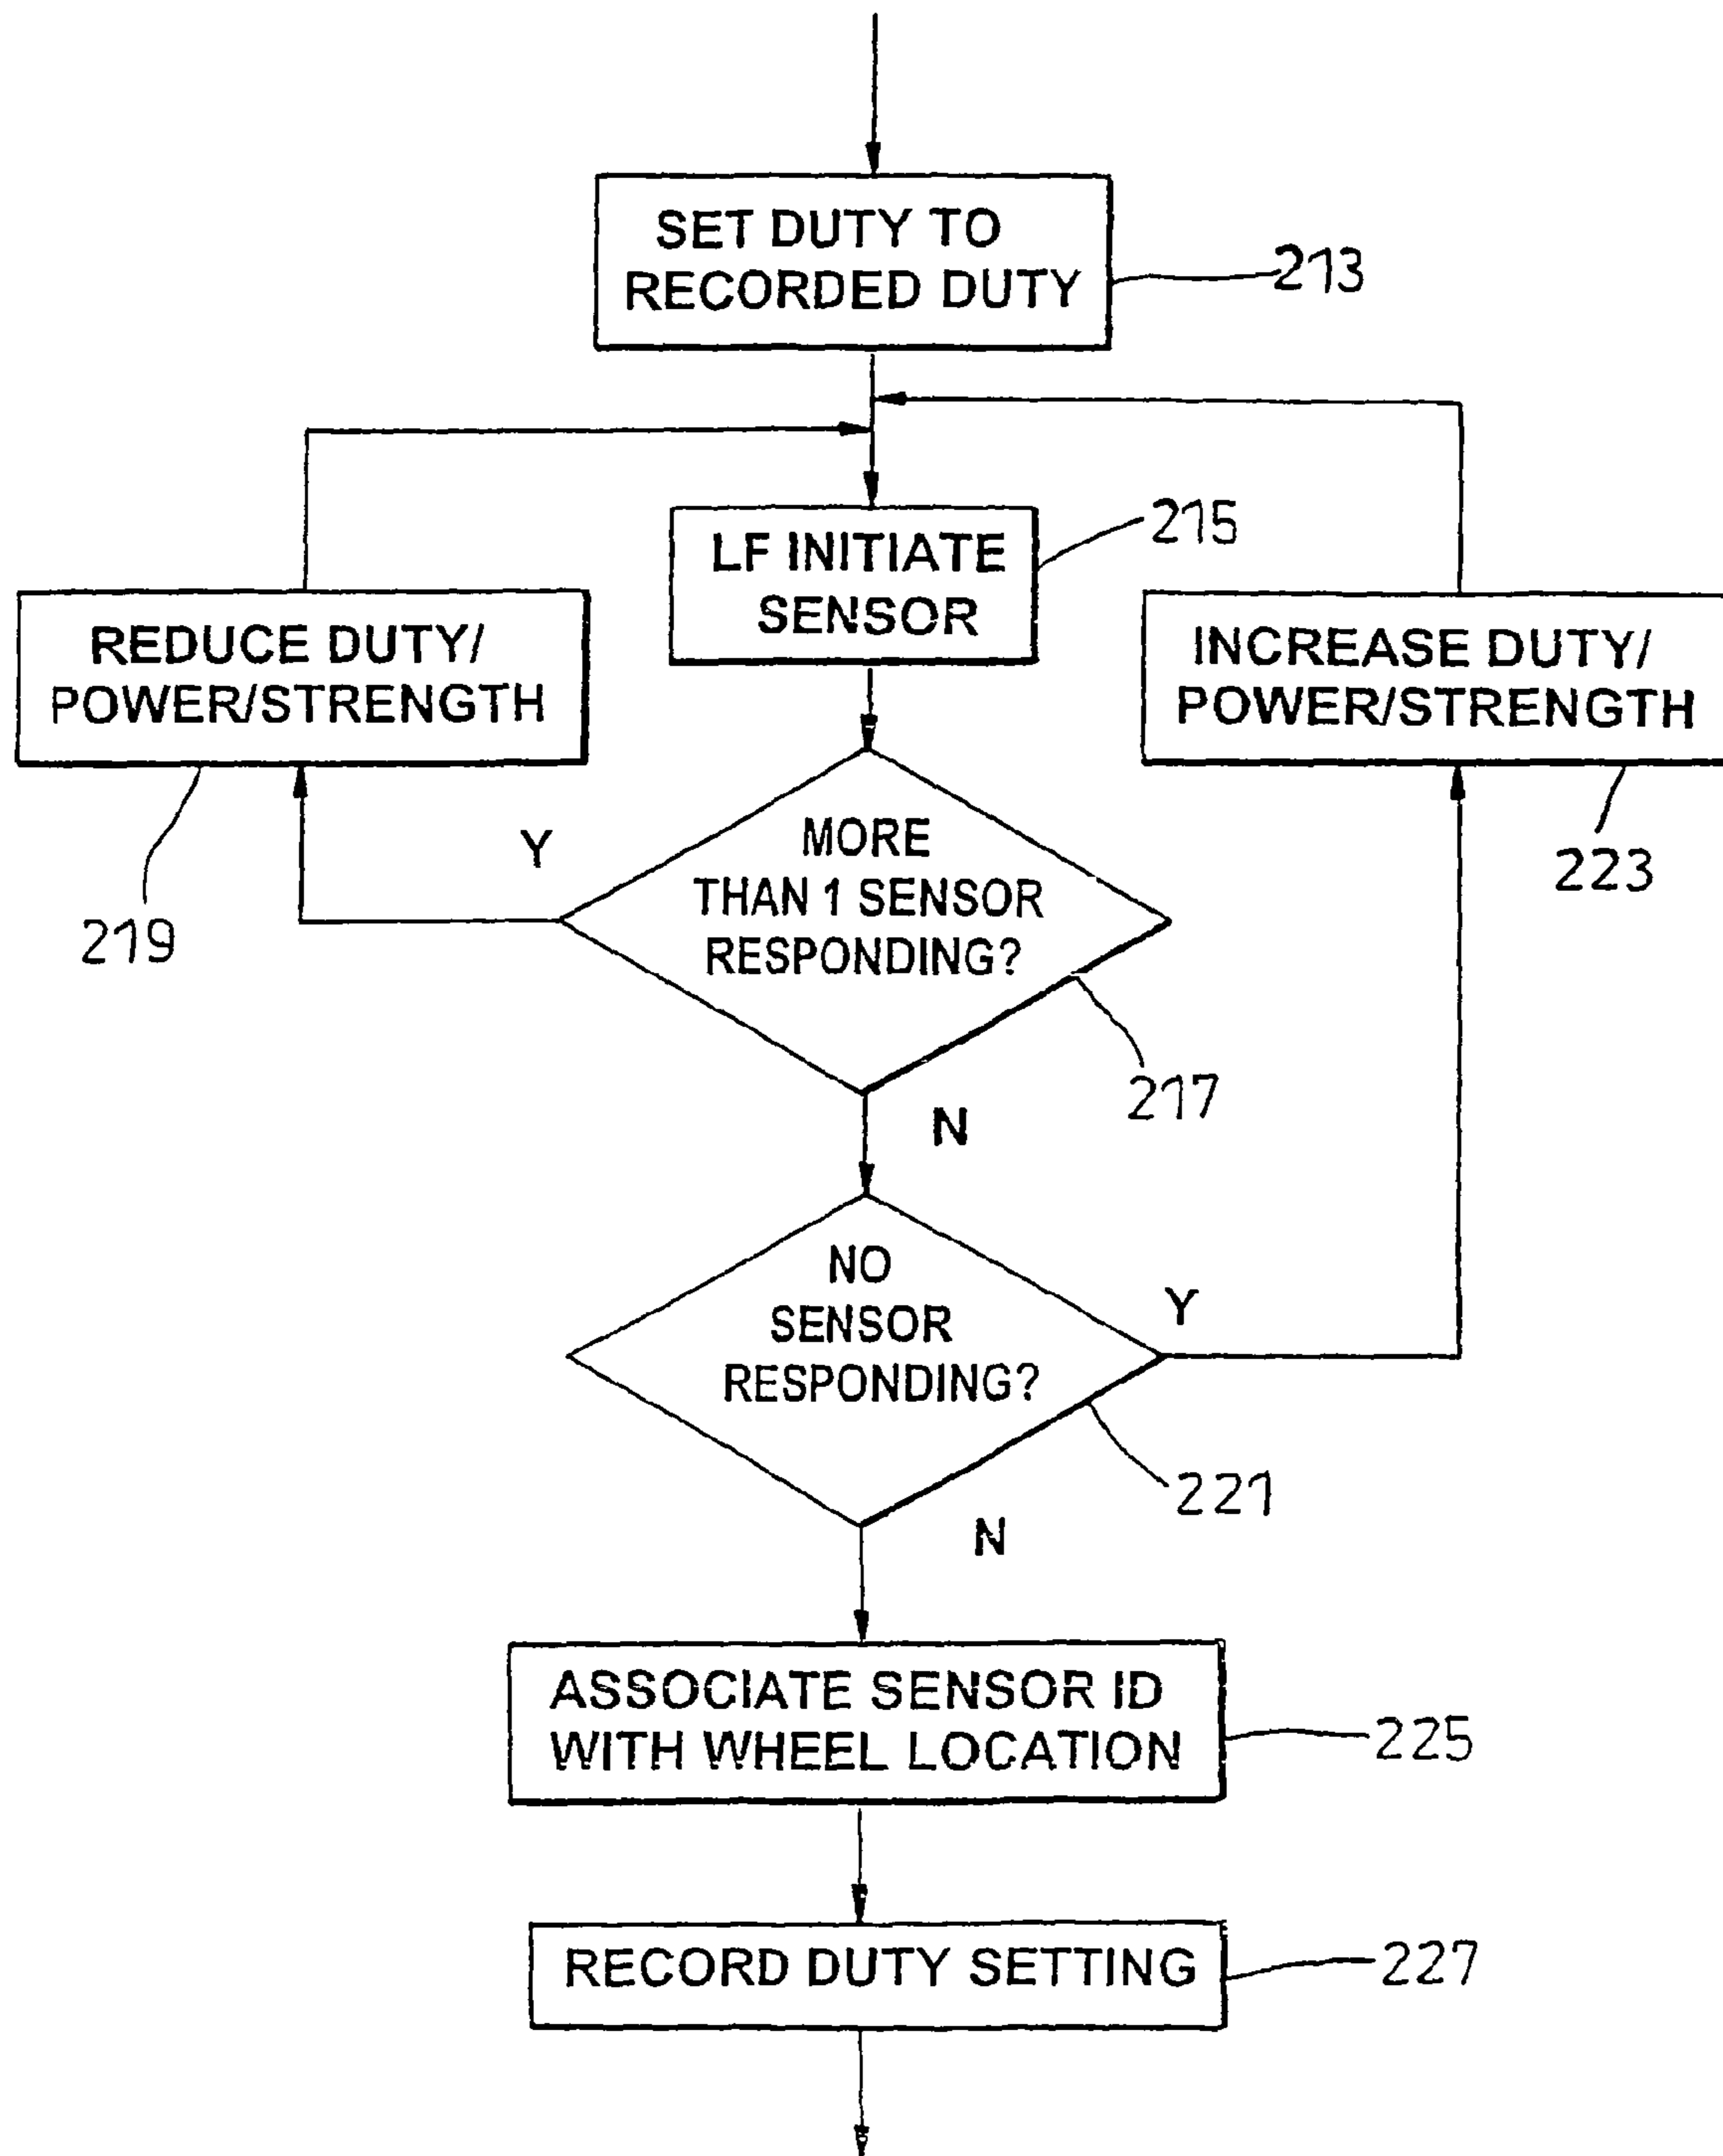 SET DUTY TO
RECORDED DUTY
213
LF INITIATE
SENSOR
215
REDUCE DUTY/
POWER/STRENGTH
219
INCREASE DUTY/
POWER/STRENGTH
223
Y
MORE
THAN 1 SENSOR
RESPONDING?
217
N
NO
SENSOR
RESPONDING?
Y
221
N
ASSOCIATE SENSOR ID
WITH WHEEL LOCATION
225
RECORD DUTY SETTING
227